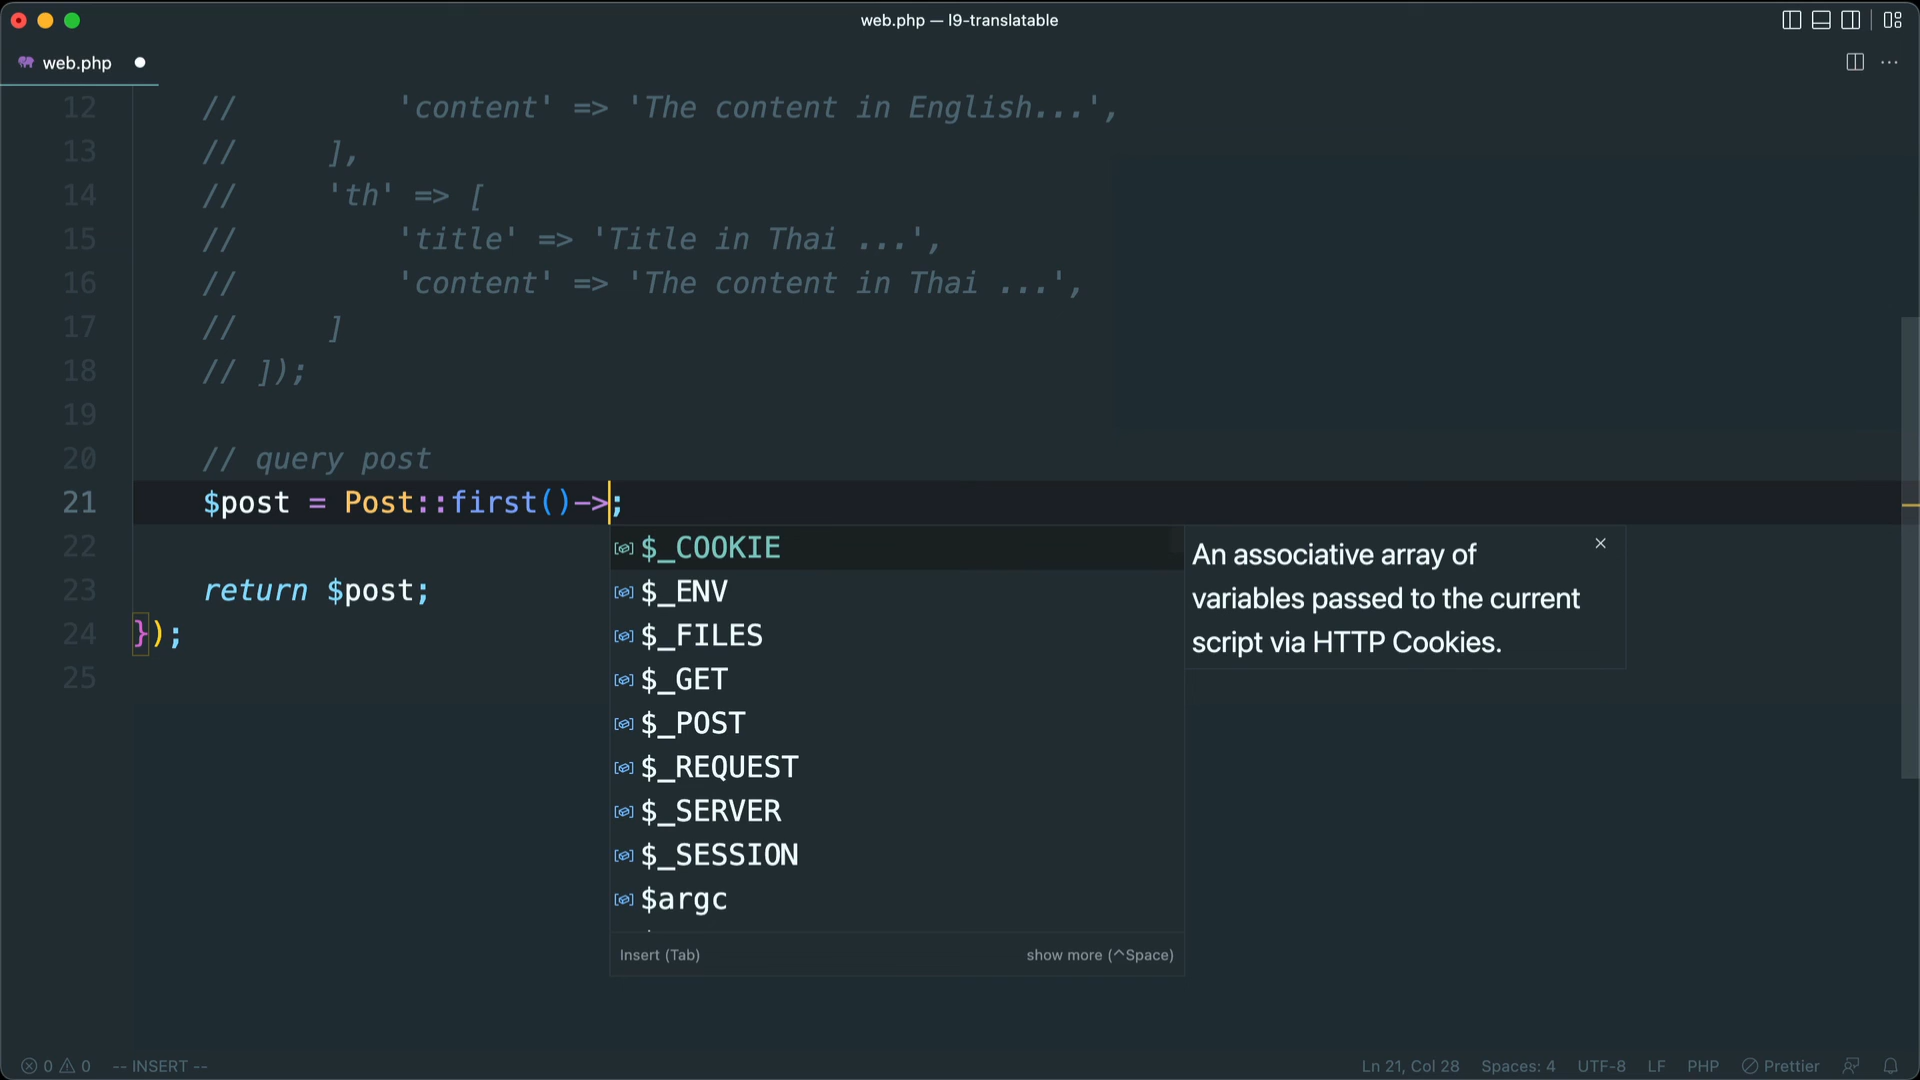 web.php — l9-translatable
web.php
12 // 'content' => 'The content in English...',
13 // ],
14 // 'th' => [
15 // 'title' => 'Title in Thai ...',
16 // 'content' => 'The content in Thai ...',
17 // ]
18 // ]);
19
20 // query post
21 $post = Post::first()->;
22
23 return $post;
24 });
25
$_COOKIE
$_ENV
$_FILES
$_GET
$_POST
$_REQUEST
$_SERVER
$_SESSION
$argc
Insert (Tab) show more (^Space)
An associative array of
variables passed to the current
script via HTTP Cookies.
0 0 -- INSERT -- Ln 21, Col 28 Spaces: 4 UTF-8 LF PHP Prettier